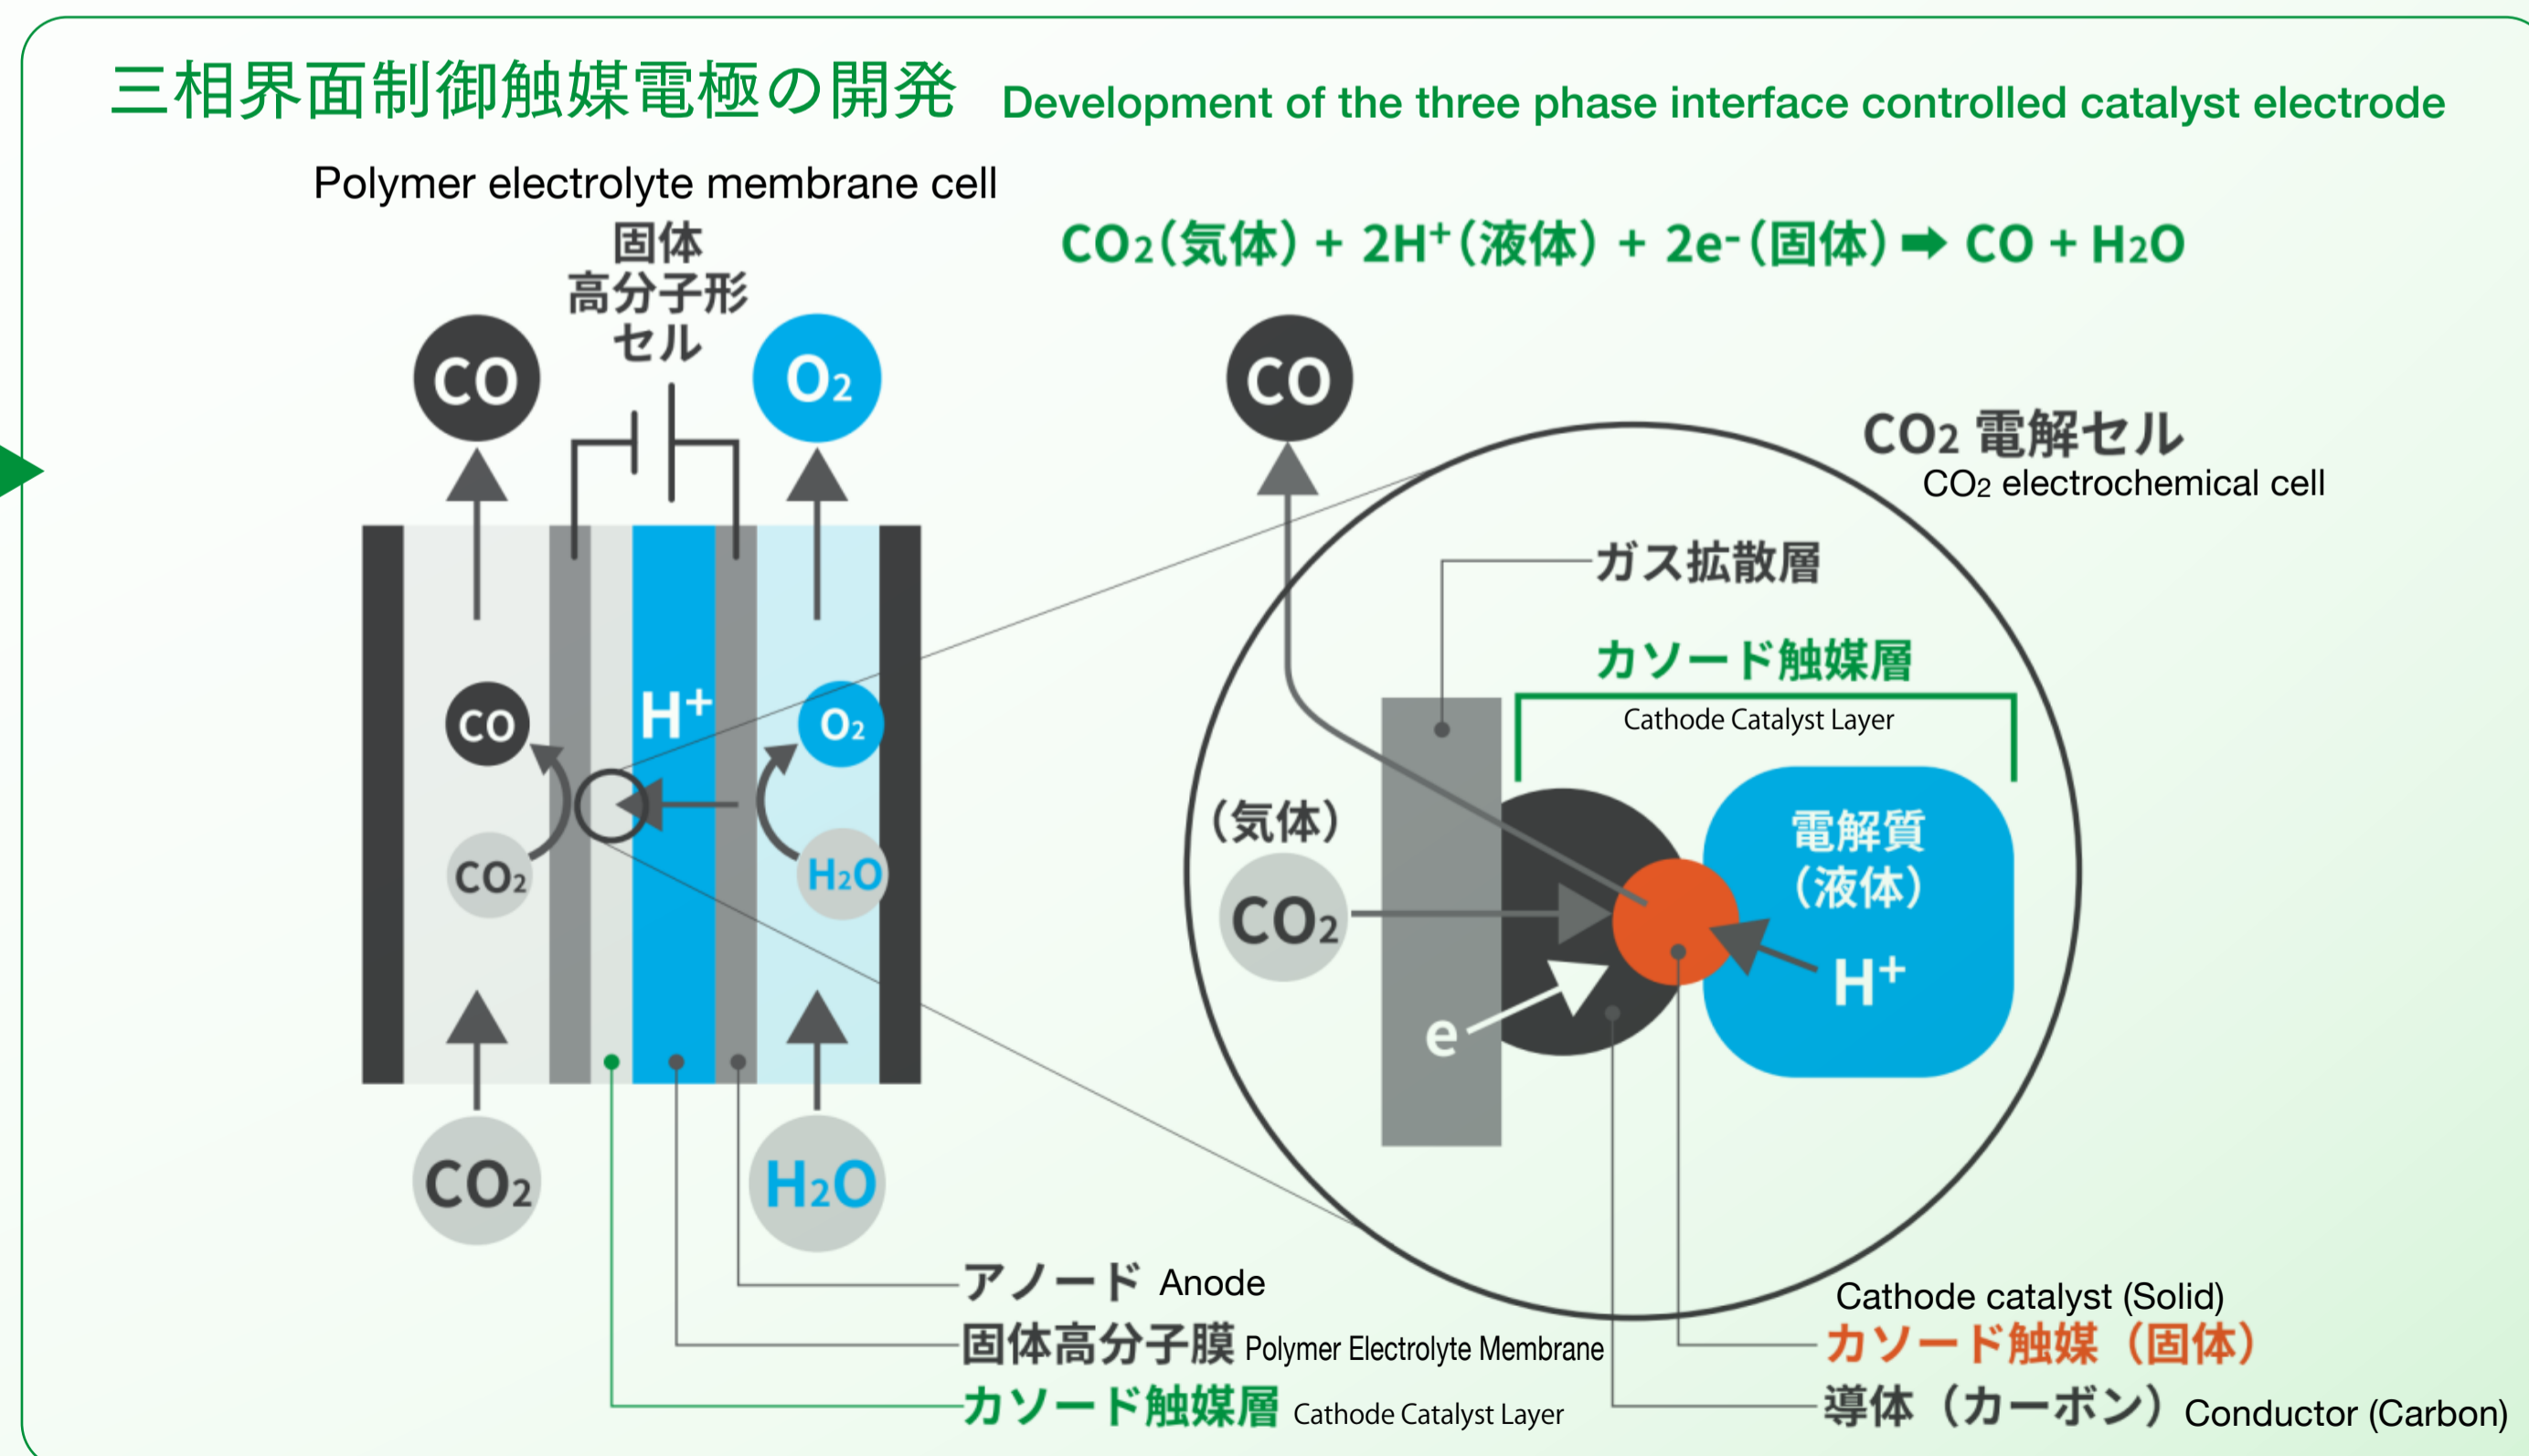 三相界面制御触媒電極の開発 Development of the three phase interface controlled catalyst electrode
Polymer electrolyte membrane cell
固体
高分子形
セル
CO₂(気体) + 2H⁺(液体) + 2e⁻(固体) ➡ CO + H₂O
CO
O₂
CO
O₂
H⁺
CO₂
H₂O
CO₂
H₂O
アノード Anode
固体高分子膜 Polymer Electrolyte Membrane
カソード触媒層 Cathode Catalyst Layer
CO
CO₂ 電解セル
CO₂ electrochemical cell
ガス拡散層
カソード触媒層
Cathode Catalyst Layer
(気体)
CO₂
電解質
(液体)
H⁺
e
Cathode catalyst (Solid)
カソード触媒(固体)
導体(カーボン) Conductor (Carbon)